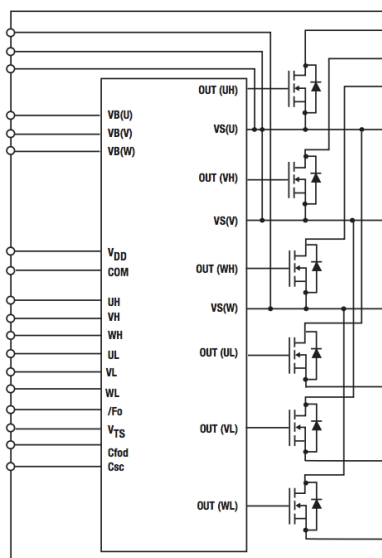 OUT (UH)
VB(U)
VS(U)
VB(V)
VB(W)
OUT (VH)
VS(V)
VDD
COM
OUT (WH)
UH
VS(W)
VH
WH
UL
OUT (UL)
VL
WL
/Fo
VTS
OUT (VL)
Cfod
Csc
OUT (WL)